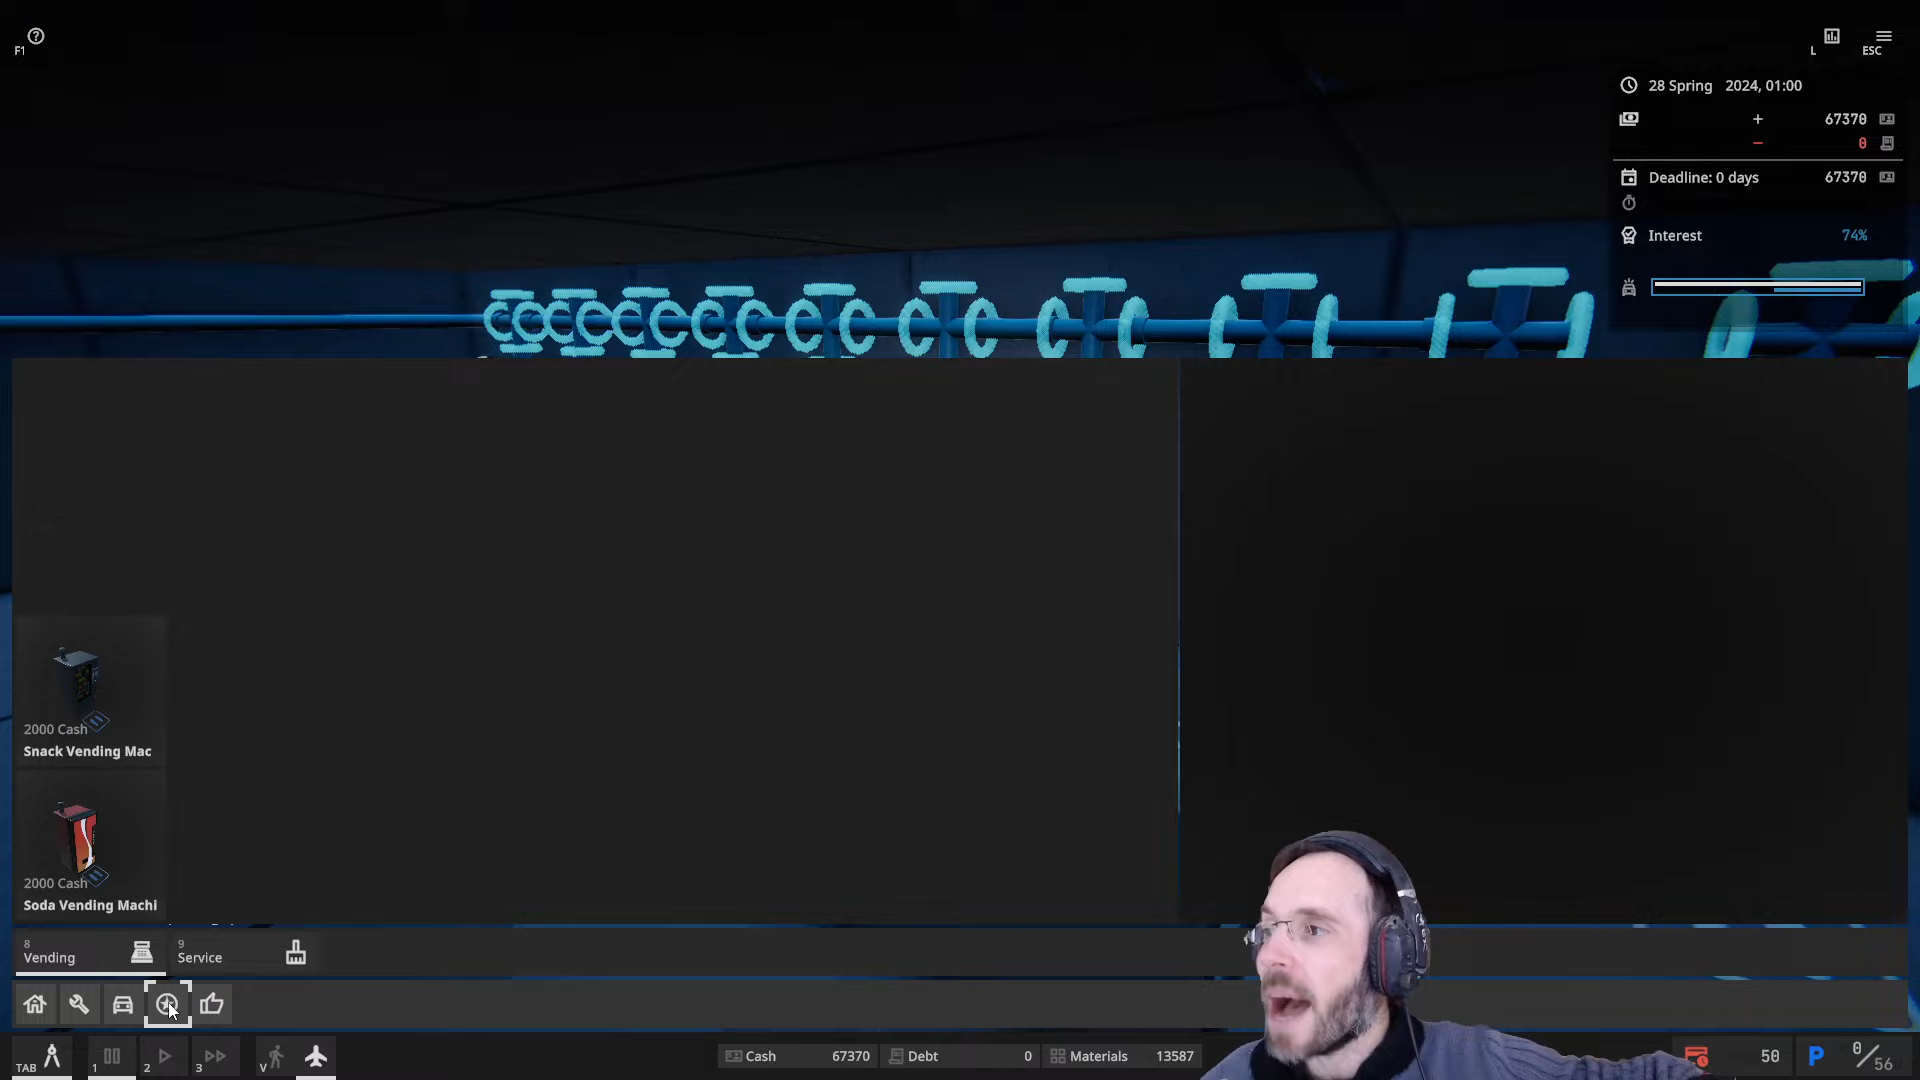 F1
L
ESC
28 Spring 2024, 01:00
+ 67370
− 0
Deadline: 0 days 67370
Interest 74%
2000 Cash
Snack Vending Mac
2000 Cash
Soda Vending Machi
8
Vending
9
Service
TAB 1 2 3 V
Cash 67370 Debt 0 Materials 13587
50 P 0/56